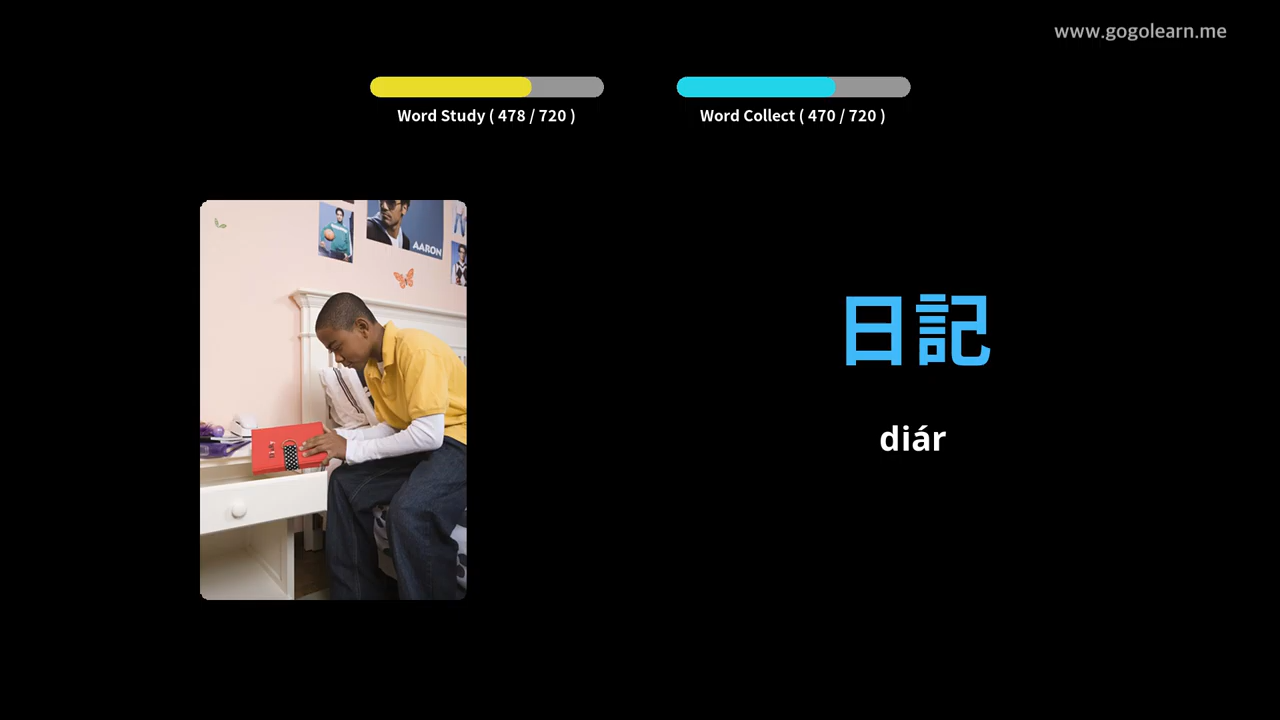 www.gogolearn.me
Word Study ( 478 / 720 )
Word Collect ( 470 / 720 )
AARON
日記
diár